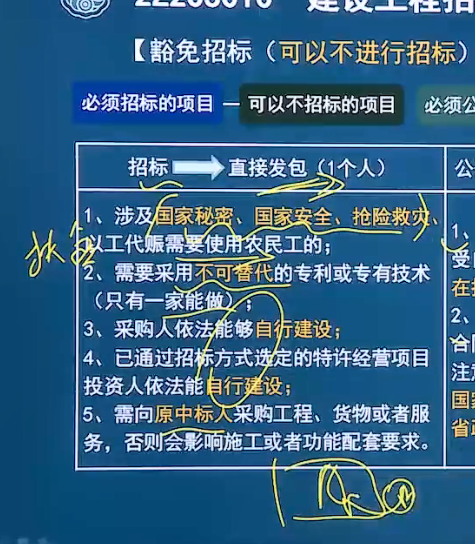 22200010 建设工程招
【豁免招标（可以不进行招标）
必须招标的项目 — 可以不招标的项目 必须公
招标 直接发包（1个人） 公
1、涉及国家秘密、国家安全、抢险救灾、
以工代赈需要使用农民工的；
2、需要采用不可替代的专利或专有技术
（只有一家能做）；
3、采购人依法能够自行建设；
4、已通过招标方式选定的特许经营项目
投资人依法能自行建设；
5、需向原中标人采购工程、货物或者服
务，否则会影响施工或者功能配套要求。
1、
受
在
2、
合
注
国
省